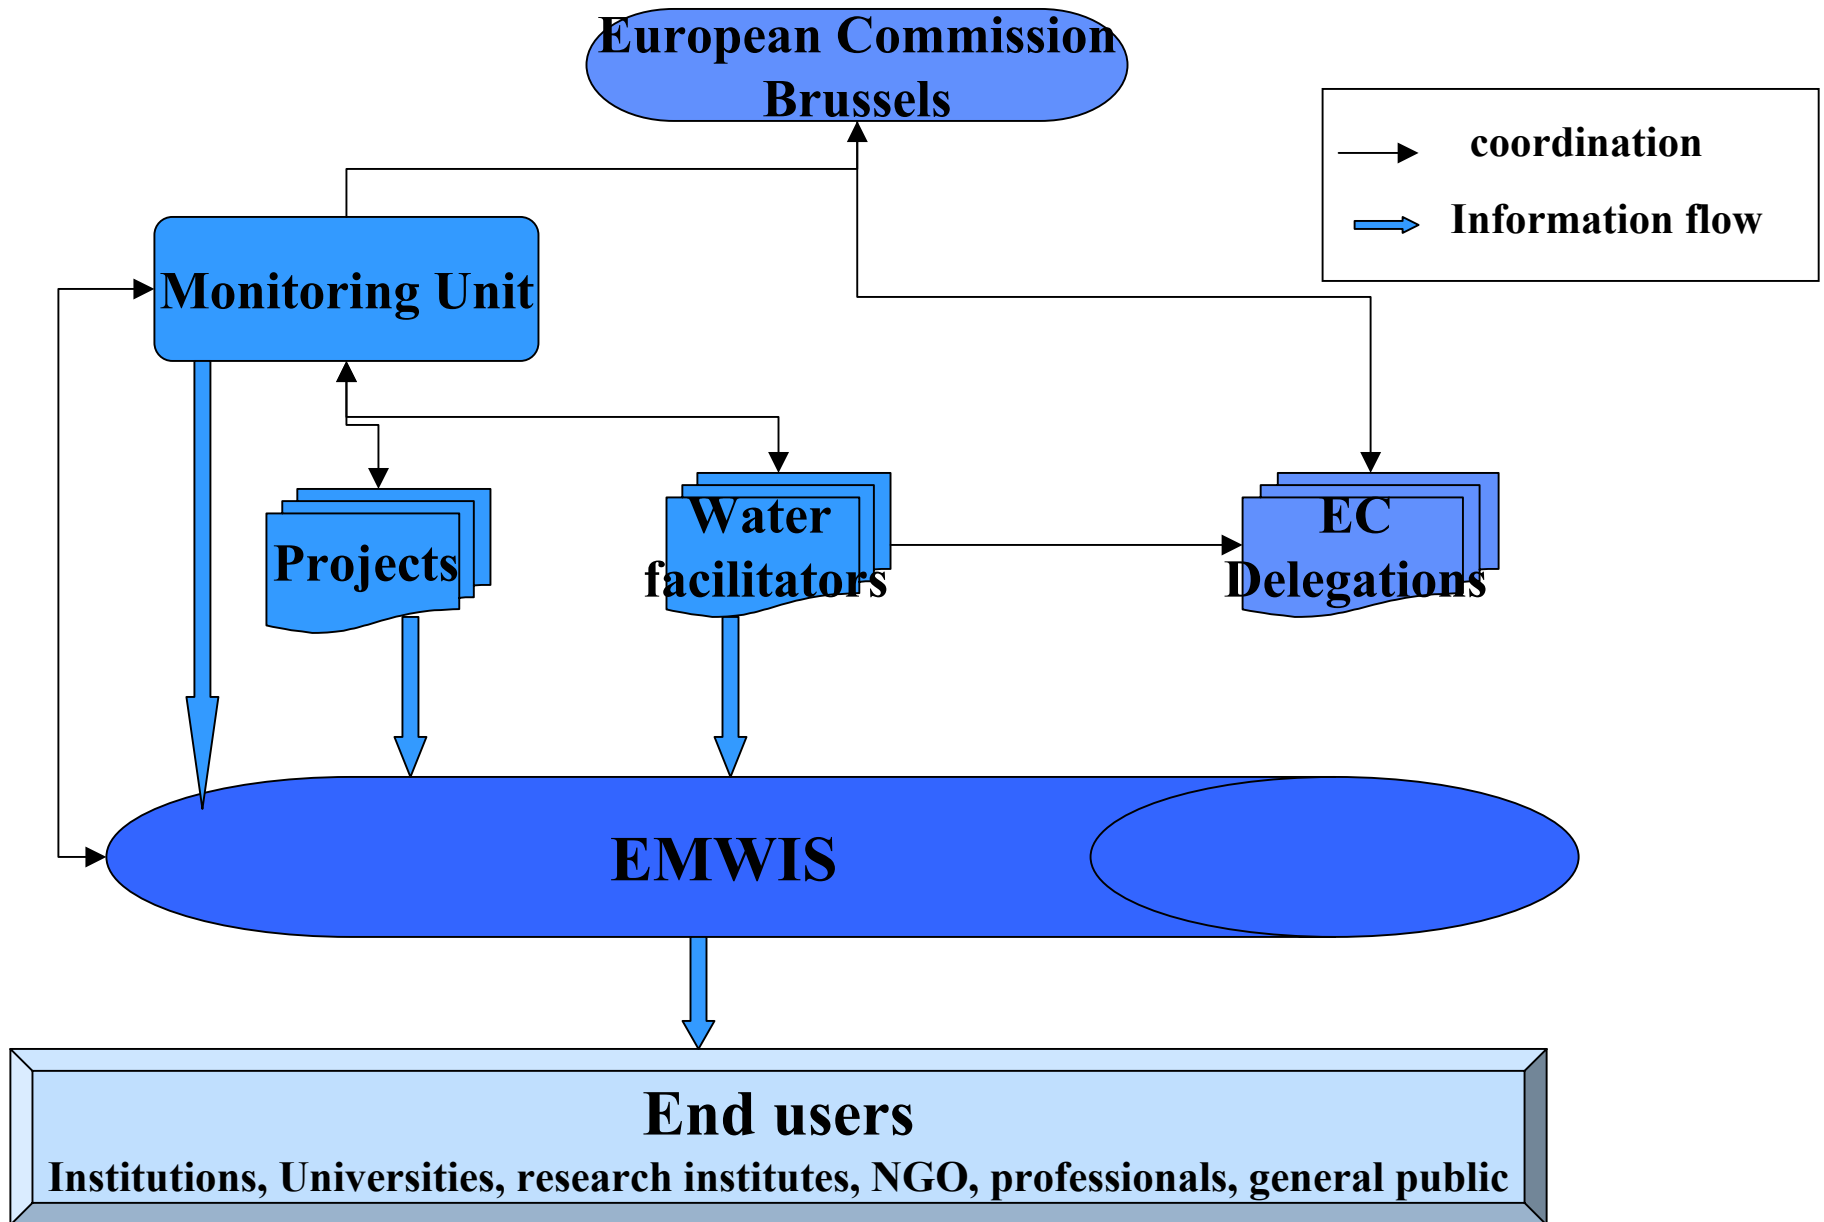 European Commission
Brussels
coordination
Information flow
Monitoring Unit
Projects
Water
facilitators
EC
Delegations
EMWIS
End users
Institutions, Universities, research institutes, NGO, professionals, general public